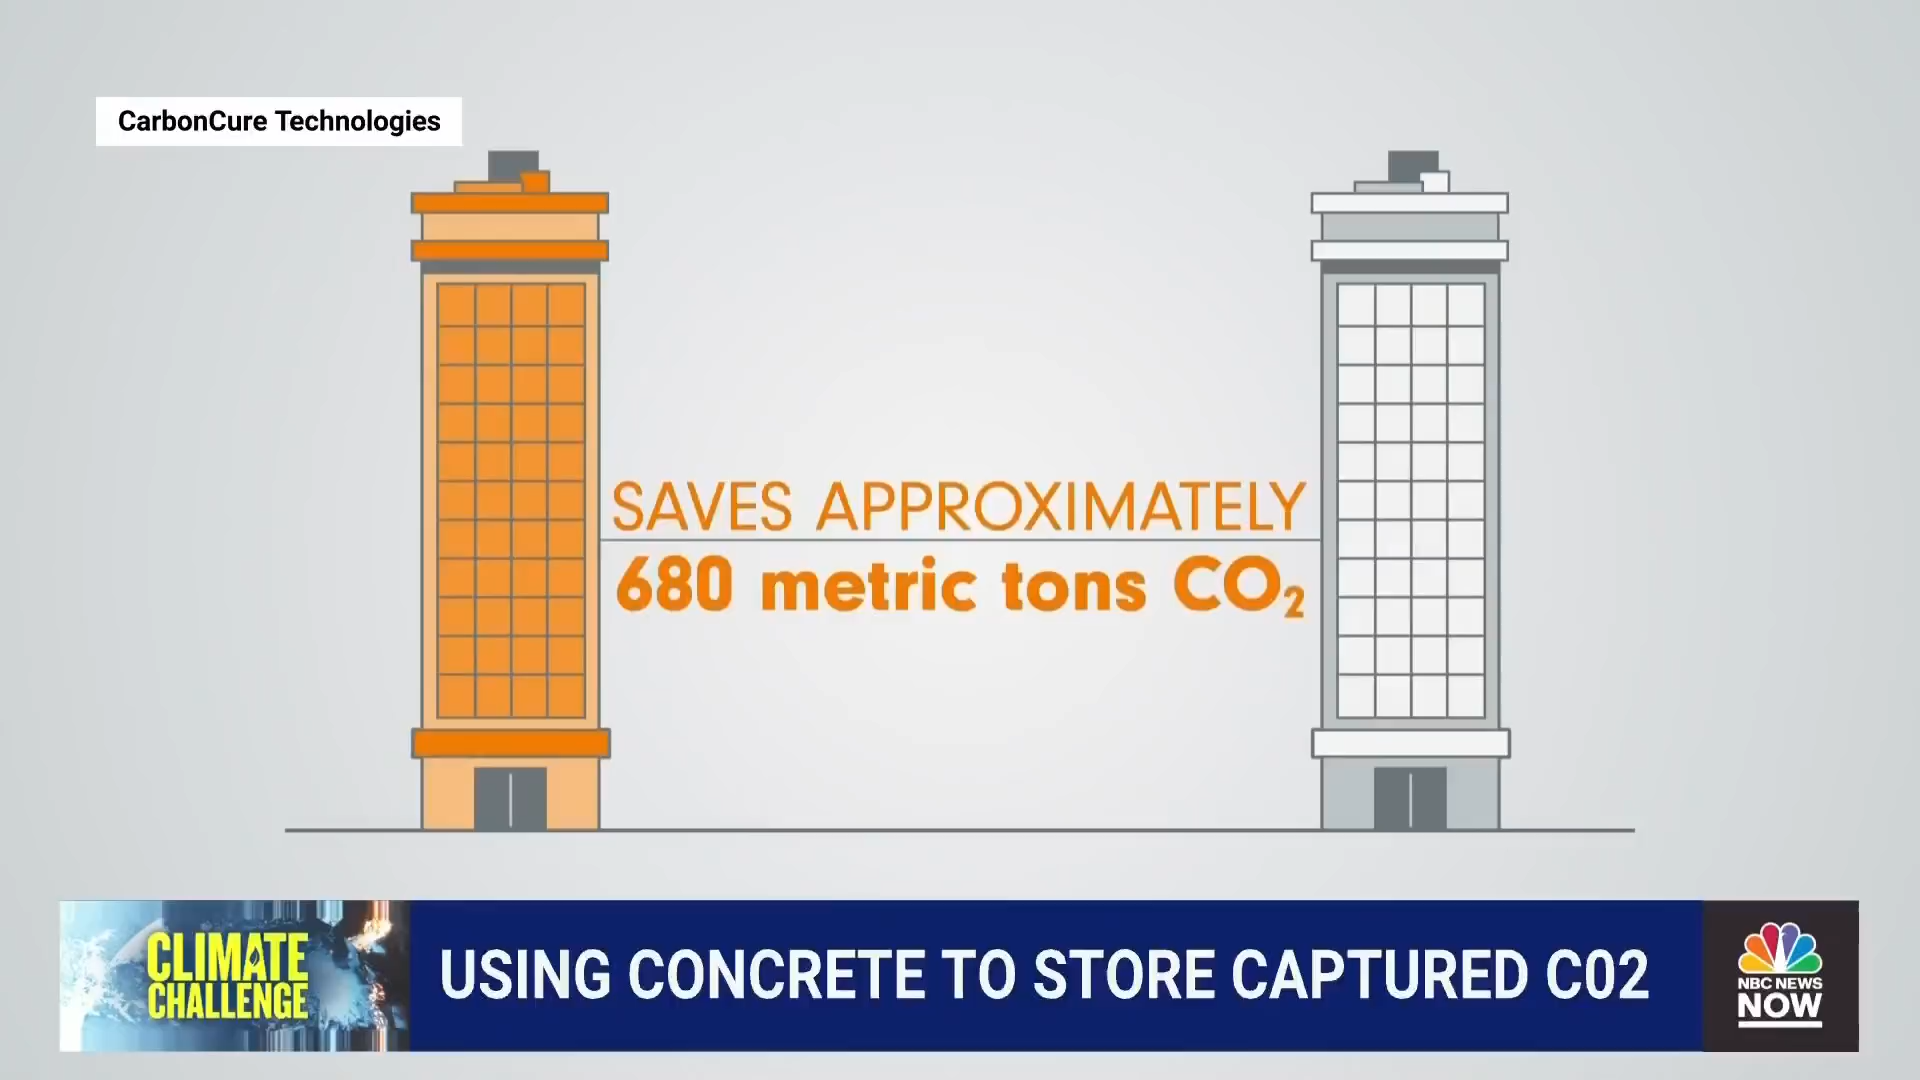 CarbonCure Technologies
SAVES APPROXIMATELY
680 metric tons CO₂
CLIMATE
CHALLENGE
USING CONCRETE TO STORE CAPTURED C02
NBC NEWS
NOW